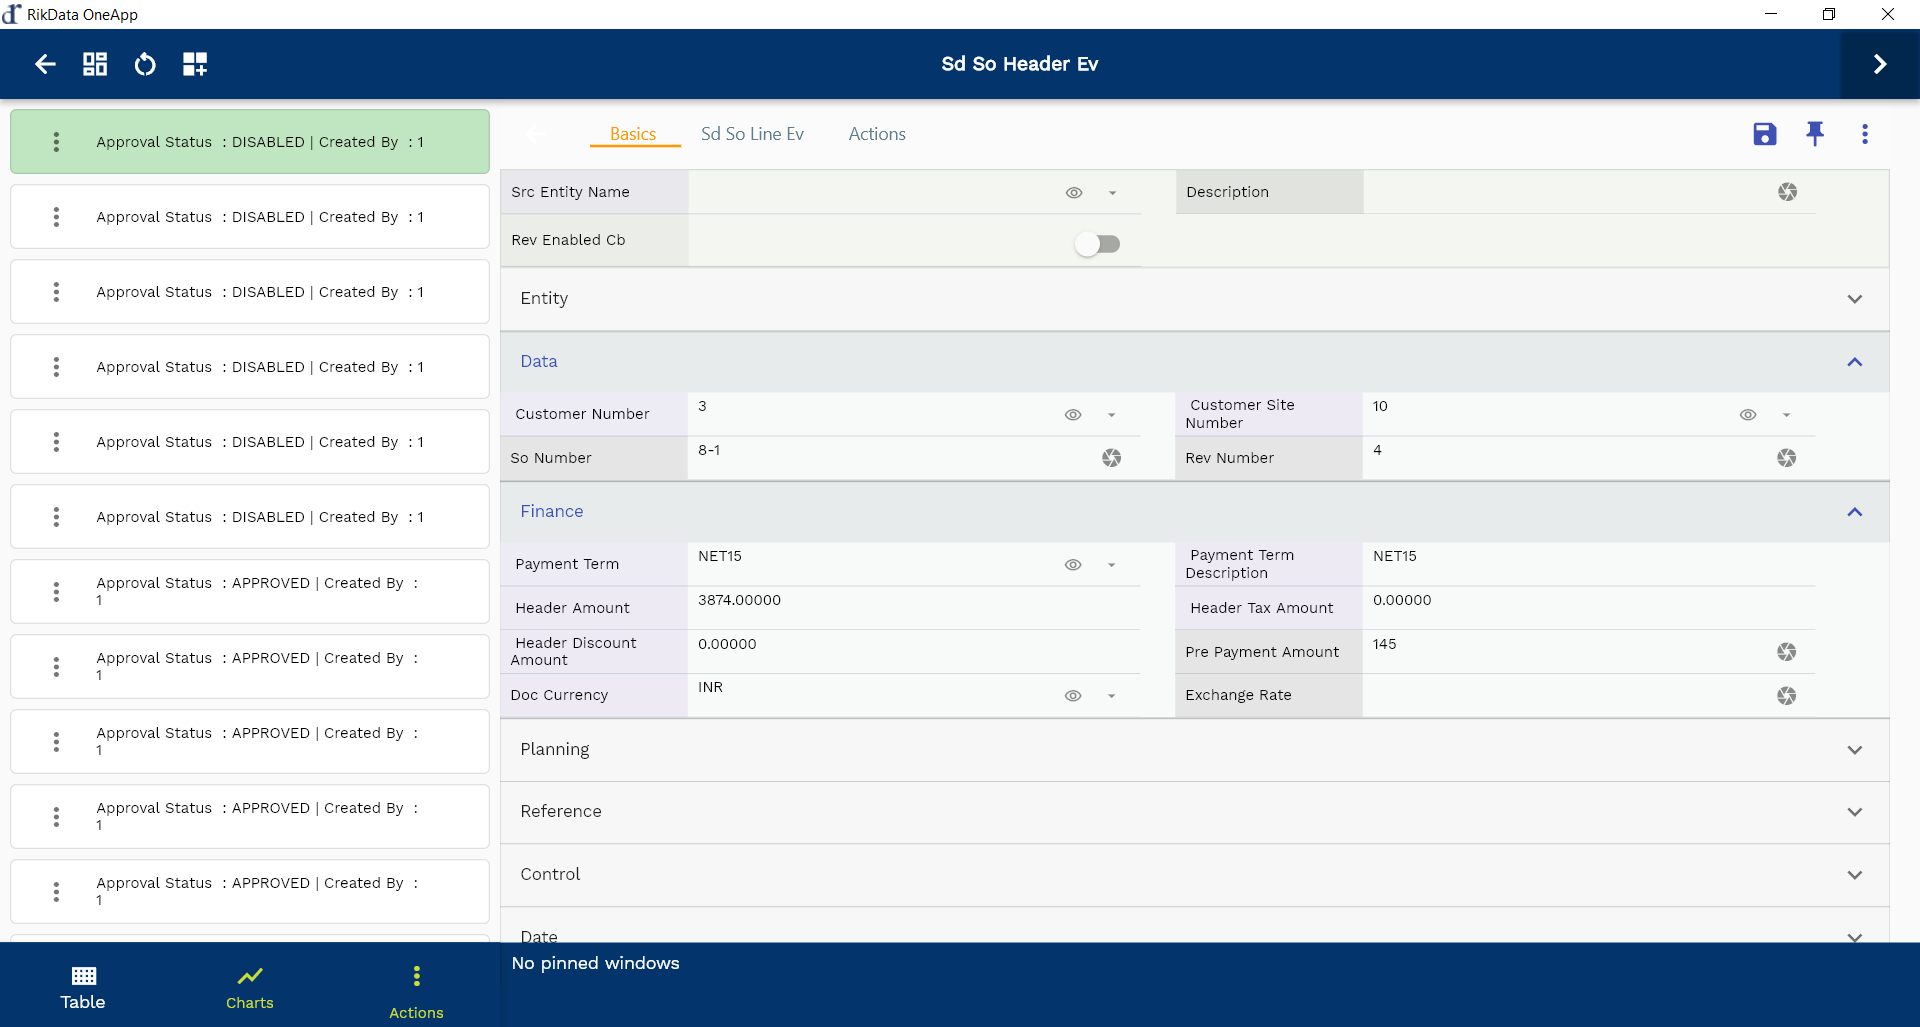 RikData OneApp
Sd So Header Ev
Approval Status : DISABLED | Created By : 1
Approval Status : DISABLED | Created By : 1
Approval Status : DISABLED | Created By : 1
Approval Status : DISABLED | Created By : 1
Approval Status : DISABLED | Created By : 1
Approval Status : DISABLED | Created By : 1
Approval Status : APPROVED | Created By :
1
Approval Status : APPROVED | Created By :
1
Approval Status : APPROVED | Created By :
1
Approval Status : APPROVED | Created By :
1
Approval Status : APPROVED | Created By :
1
Basics Sd So Line Ev Actions
Src Entity Name
Description
Rev Enabled Cb
Entity
Data
Customer Number 3
Customer Site
Number 10
So Number 8-1
Rev Number 4
Finance
Payment Term NET15
Payment Term
Description NET15
Header Amount 3874.00000
Header Tax Amount 0.00000
Header Discount
Amount 0.00000
Pre Payment Amount 145
Doc Currency INR
Exchange Rate
Planning
Reference
Control
Date
Table
Charts
Actions
No pinned windows